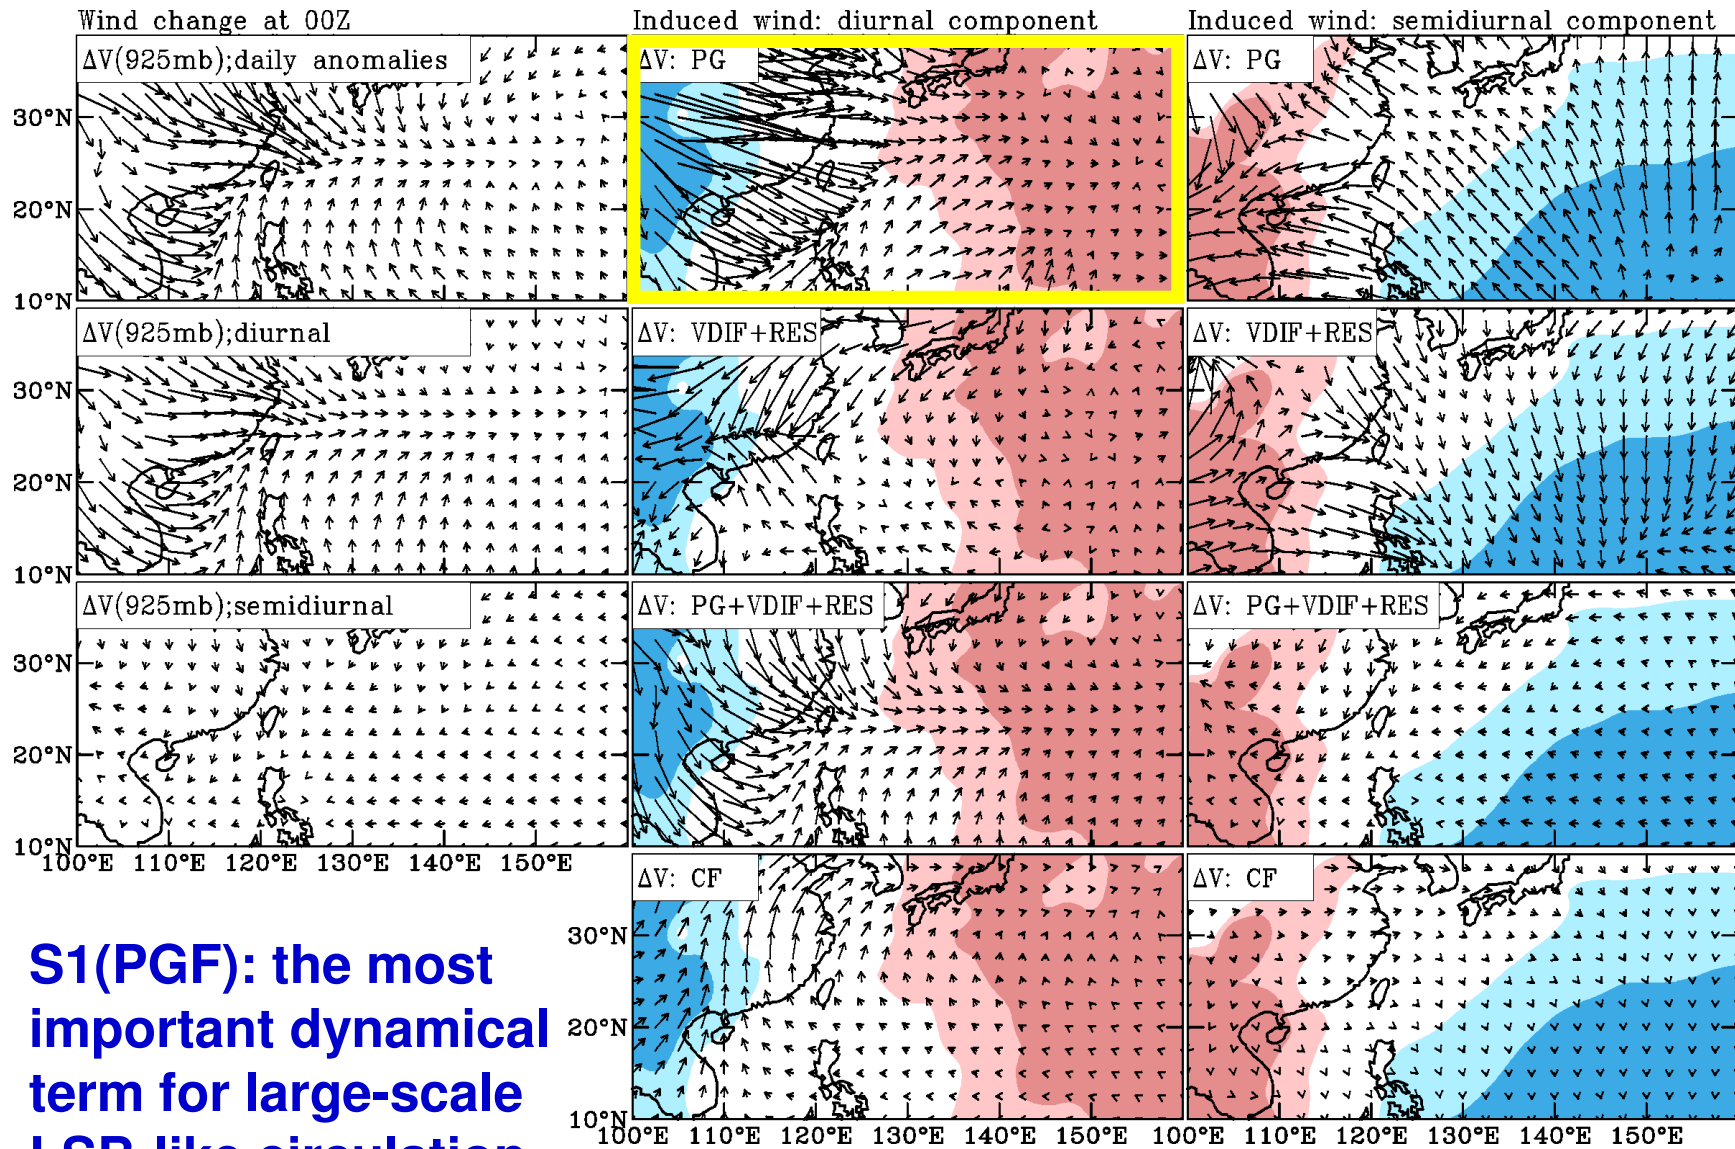 Wind change at 00Z
Induced wind: diurnal component
Induced wind: semidiurnal component
ΔV(925mb);daily anomalies
ΔV: PG
ΔV: PG
30°N
20°N
10°N
ΔV(925mb);diurnal
ΔV: VDIF+RES
ΔV: VDIF+RES
30°N
20°N
10°N
ΔV(925mb);semidiurnal
ΔV: PG+VDIF+RES
ΔV: PG+VDIF+RES
30°N
20°N
10°N
100°E 110°E 120°E 130°E 140°E 150°E
ΔV: CF
ΔV: CF
30°N
20°N
10°N
100°E 110°E 120°E 130°E 140°E 150°E 100°E 110°E 120°E 130°E 140°E 150°E
S1(PGF): the most
important dynamical
term for large-scale
LSB-like circulation